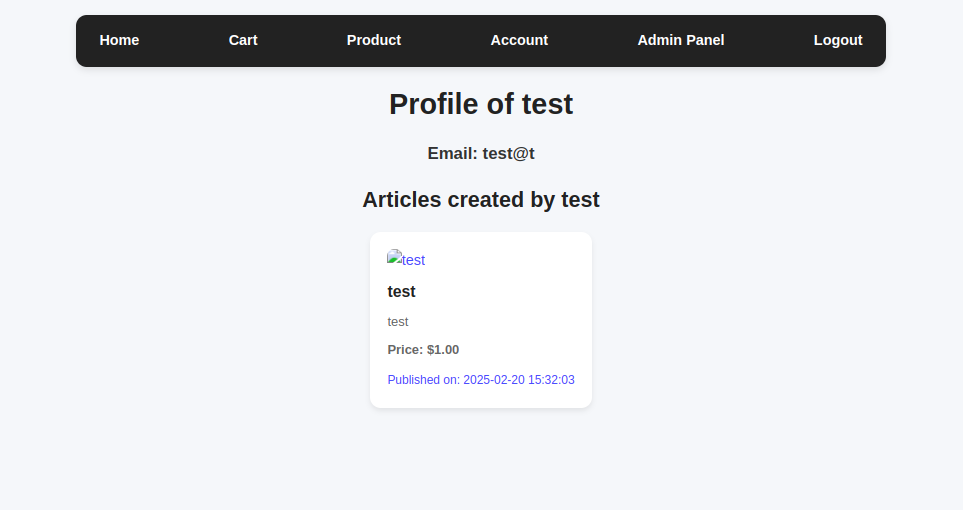 Home Cart Product Account Admin Panel Logout
Profile of test
Email: test@t
Articles created by test
test
test
test
Price: $1.00
Published on: 2025-02-20 15:32:03